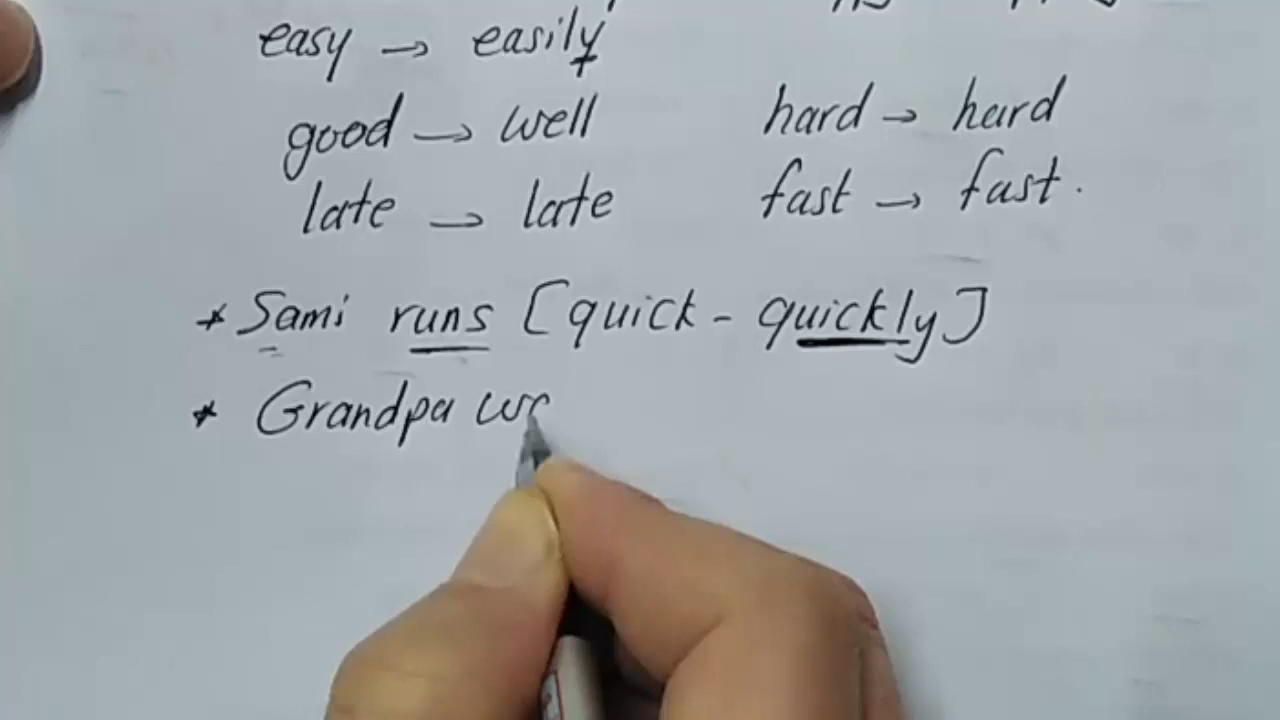 easy → easily
good → well hard → hard
late → late fast → fast.
* Sami runs [quick - quickly]
* Grandpa